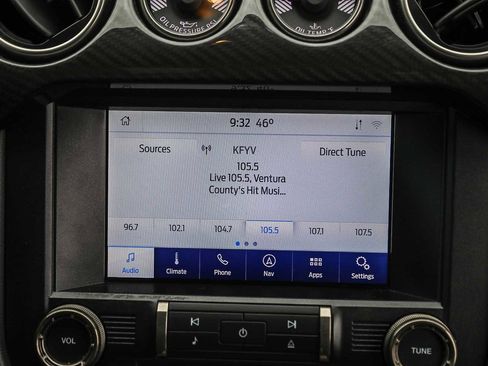 OIL PRESSURE PSI
OIL TEMP °F
9:32 46°
Sources
KFYV
Direct Tune
105.5
Live 105.5, Ventura
County's Hit Musi...
96.7 102.1 104.7 105.5 107.1 107.5
Audio Climate Phone Nav Apps Settings
VOL
TUNE